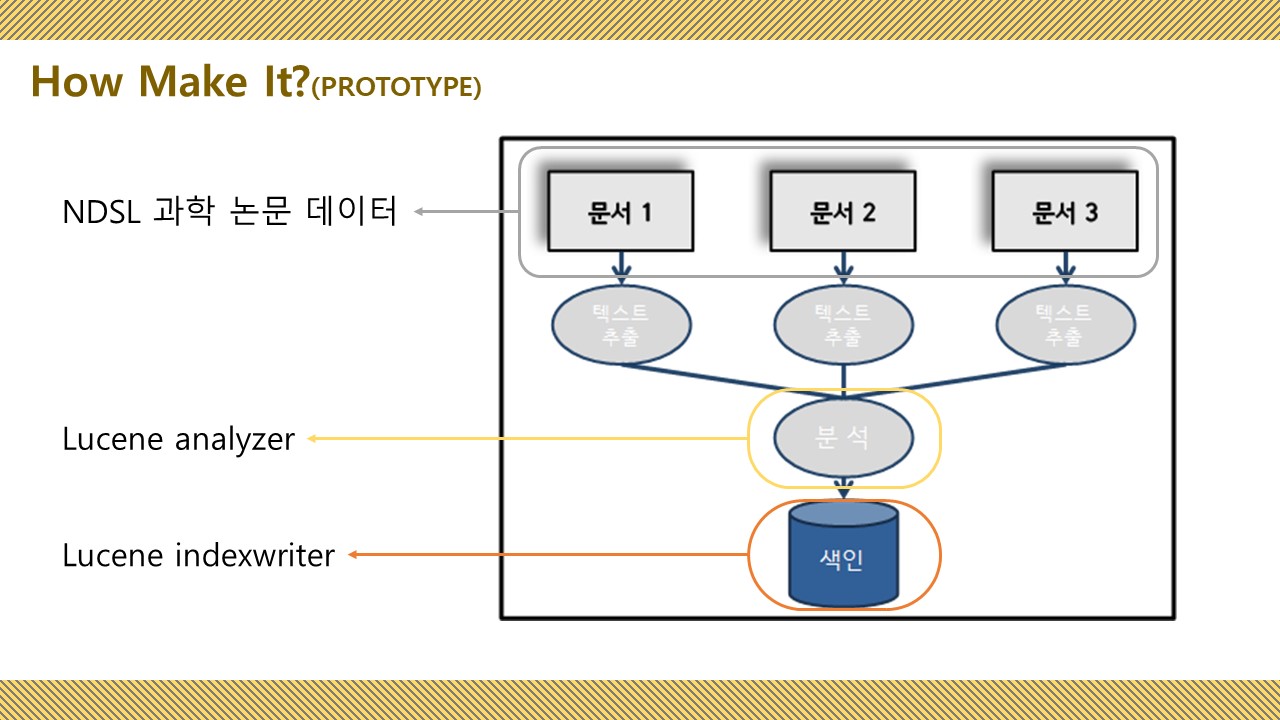 How Make It?(PROTOTYPE)
NDSL 과학 논문 데이터
문서 1
문서 2
문서 3
텍스트
추출
텍스트
추출
텍스트
추출
Lucene analyzer
분 석
Lucene indexwriter
색인